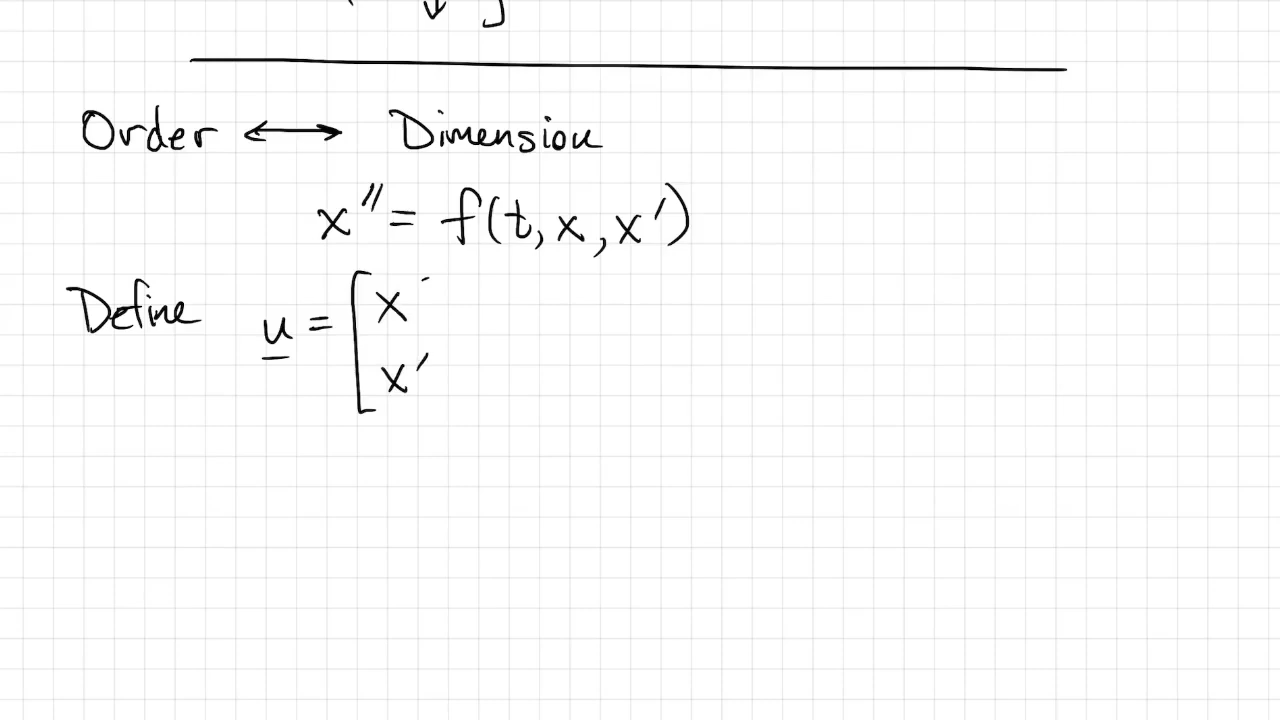 Order ⟷ Dimension
x'' = f(t, x, x')
Define u = [ x
x'